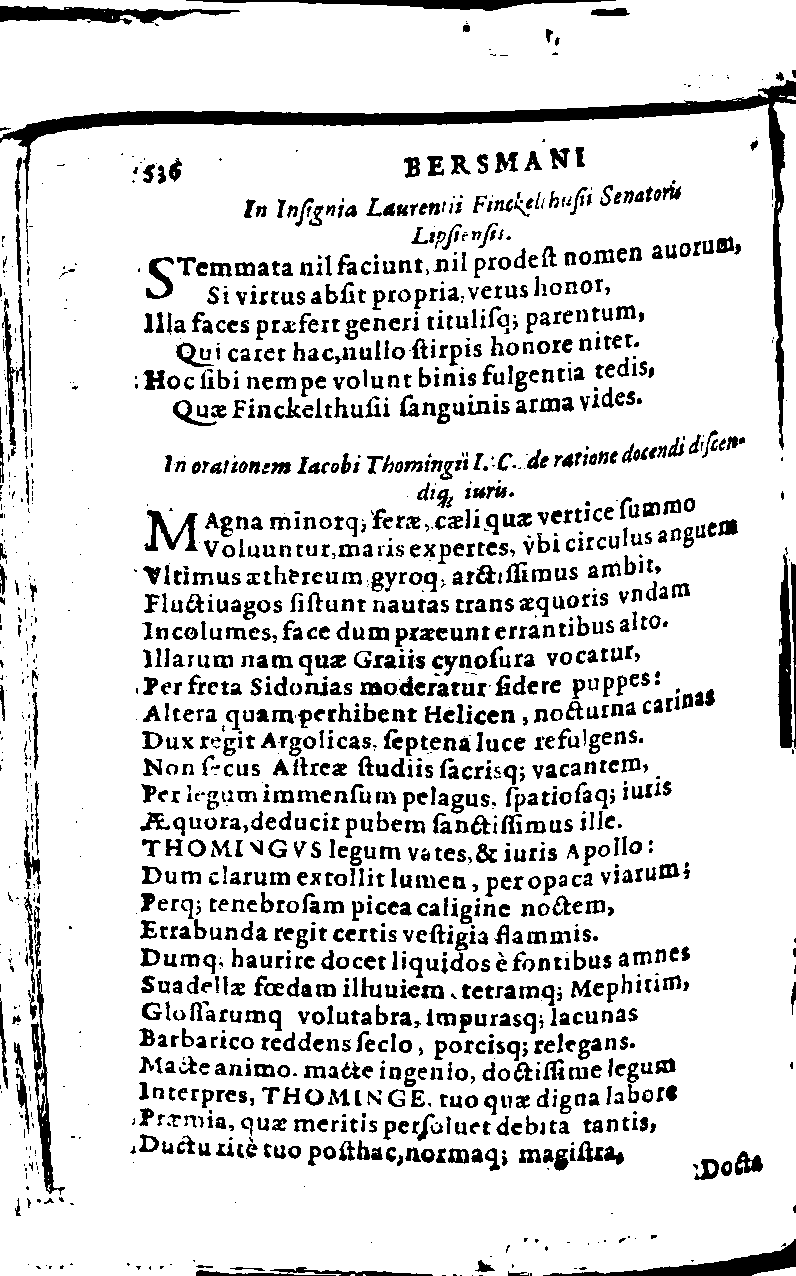 536 BERSMANI
In Inſignia Laurentii Finckelthuſii Senatoris
Lipſienſis.
STemmata nil faciunt, nil prodeſt nomen auorum,
Si virtus abſit propria, verus honor,
Illa faces præfert generi tituliſq; parentum,
Qui caret hac, nullo ſtirpis honore nitet.
Hoc ſibi nempe volunt binis fulgentia tedis,
Quæ Finckelthuſii ſanguinis arma vides.
In orationem Iacobi Thomingii I. C. de ratione docendi diſcen-
diq; iuris.
MAgna minorq; feræ, cæli quæ vertice ſummo
Voluuntur, maris expertes, vbi circulus anguem
Vltimus æthereum gyroq; arctiſſimus ambit,
Fluctiuagos ſiſtunt nautas trans æquoris vndam
Incolumes, face dum præeunt errantibus alto.
Illarum nam quæ Graiis cynoſura vocatur,
Per freta Sidonias moderatur ſidere puppes:
Altera quam perhibent Helicen, nocturna carinas
Dux regit Argolicas, ſeptena luce refulgens.
Non ſecus Aſtreæ ſtudiis ſacrisq; vacantem,
Per legum immenſum pelagus, ſpatioſaq; iuris
Æquora, deducit pubem ſanctiſſimus ille.
THOMINGVS legum vates, & iuris Apollo:
Dum clarum extollit lumen, per opaca viarum;
Perq; tenebroſam picea caligine noctem,
Errabunda regit certis veſtigia flammis.
Dumq; haurire docet liquidos è fontibus amnes
Suadellæ fœdam illuuiem, tetramq; Mephitim,
Gloſſarumq volutabra, impurasq; lacunas
Barbarico reddens ſeclo, porcisq; relegans.
Macte animo. macte ingenio, doctiſſime legum
Interpres, THOMINGE, tuo quæ digna labore
Præmia, quæ meritis perſoluet debita tantis,
Ductu ritè tuo poſthac, normaq; magiſtra,
Docta